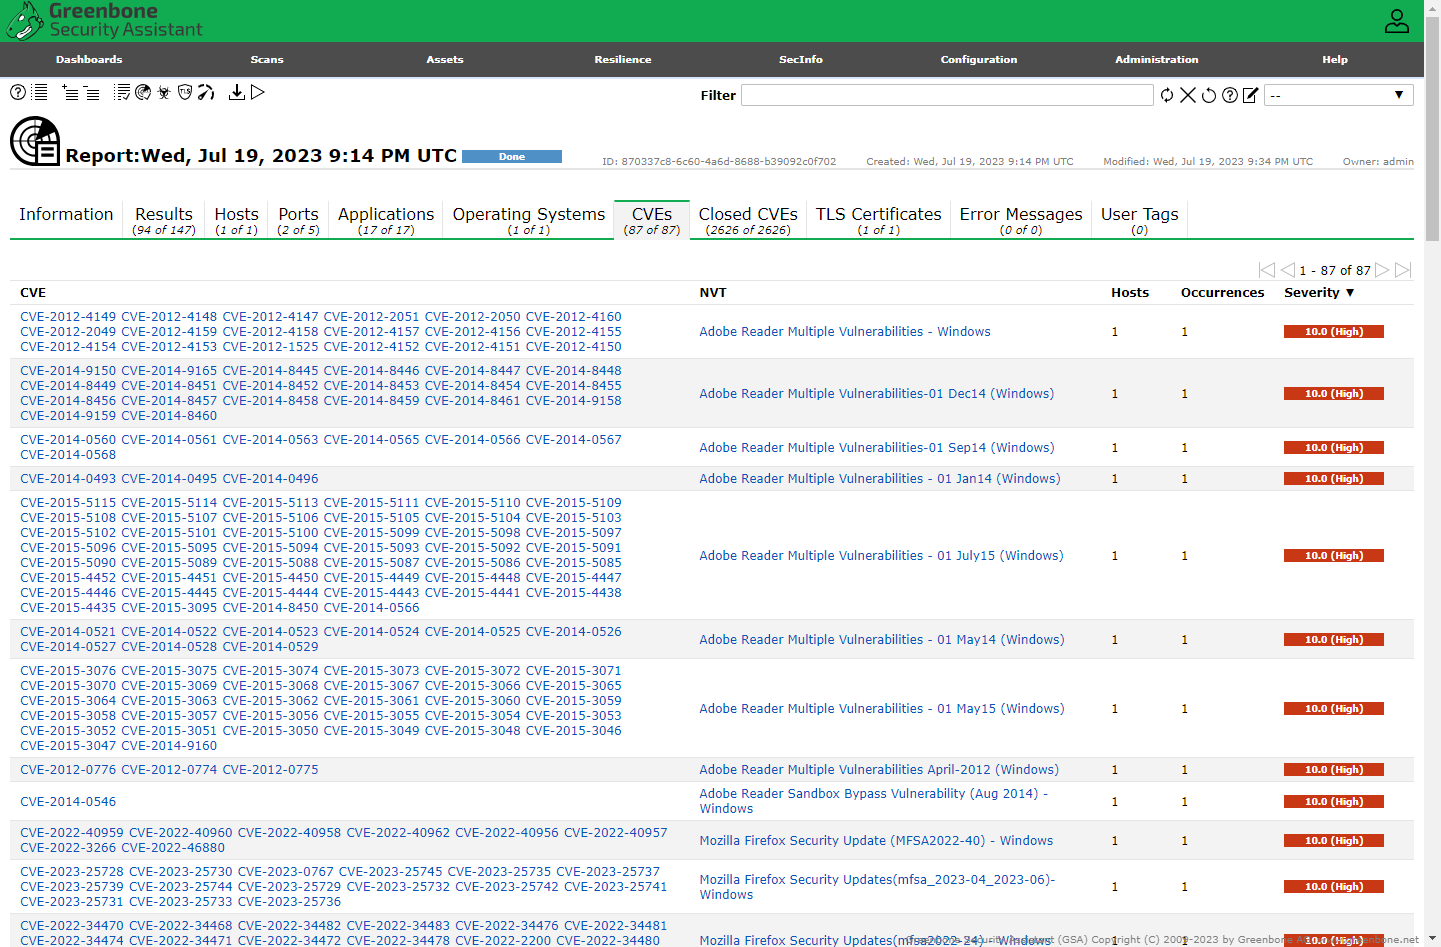 Greenbone
Security Assistant
Dashboards Scans Assets Resilience SecInfo Configuration Administration Help
Filter --
Report:Wed, Jul 19, 2023 9:14 PM UTC Done ID: 870337c8-6c60-4a6d-8688-b39092c0f702 Created: Wed, Jul 19, 2023 9:14 PM UTC Modified: Wed, Jul 19, 2023 9:34 PM UTC Owner: admin
Information Results Hosts Ports Applications Operating Systems CVEs Closed CVEs TLS Certificates Error Messages User Tags
(94 of 147) (1 of 1) (2 of 5) (17 of 17) (1 of 1) (87 of 87) (2626 of 2626) (1 of 1) (0 of 0) (0)
1 - 87 of 87
CVE NVT Hosts Occurrences Severity ▼
CVE-2012-4149 CVE-2012-4148 CVE-2012-4147 CVE-2012-2051 CVE-2012-2050 CVE-2012-4160
CVE-2012-2049 CVE-2012-4159 CVE-2012-4158 CVE-2012-4157 CVE-2012-4156 CVE-2012-4155
CVE-2012-4154 CVE-2012-4153 CVE-2012-1525 CVE-2012-4152 CVE-2012-4151 CVE-2012-4150
Adobe Reader Multiple Vulnerabilities - Windows 1 1 10.0 (High)
CVE-2014-9150 CVE-2014-9165 CVE-2014-8445 CVE-2014-8446 CVE-2014-8447 CVE-2014-8448
CVE-2014-8449 CVE-2014-8451 CVE-2014-8452 CVE-2014-8453 CVE-2014-8454 CVE-2014-8455
CVE-2014-8456 CVE-2014-8457 CVE-2014-8458 CVE-2014-8459 CVE-2014-8461 CVE-2014-9158
CVE-2014-9159 CVE-2014-8460
Adobe Reader Multiple Vulnerabilities-01 Dec14 (Windows) 1 1 10.0 (High)
CVE-2014-0560 CVE-2014-0561 CVE-2014-0563 CVE-2014-0565 CVE-2014-0566 CVE-2014-0567
CVE-2014-0568
Adobe Reader Multiple Vulnerabilities-01 Sep14 (Windows) 1 1 10.0 (High)
CVE-2014-0493 CVE-2014-0495 CVE-2014-0496 Adobe Reader Multiple Vulnerabilities - 01 Jan14 (Windows) 1 1 10.0 (High)
CVE-2015-5115 CVE-2015-5114 CVE-2015-5113 CVE-2015-5111 CVE-2015-5110 CVE-2015-5109
CVE-2015-5108 CVE-2015-5107 CVE-2015-5106 CVE-2015-5105 CVE-2015-5104 CVE-2015-5103
CVE-2015-5102 CVE-2015-5101 CVE-2015-5100 CVE-2015-5099 CVE-2015-5098 CVE-2015-5097
CVE-2015-5096 CVE-2015-5095 CVE-2015-5094 CVE-2015-5093 CVE-2015-5092 CVE-2015-5091
CVE-2015-5090 CVE-2015-5089 CVE-2015-5088 CVE-2015-5087 CVE-2015-5086 CVE-2015-5085
CVE-2015-4452 CVE-2015-4451 CVE-2015-4450 CVE-2015-4449 CVE-2015-4448 CVE-2015-4447
CVE-2015-4446 CVE-2015-4445 CVE-2015-4444 CVE-2015-4443 CVE-2015-4441 CVE-2015-4438
CVE-2015-4435 CVE-2015-3095 CVE-2014-8450 CVE-2014-0566
Adobe Reader Multiple Vulnerabilities - 01 July15 (Windows) 1 1 10.0 (High)
CVE-2014-0521 CVE-2014-0522 CVE-2014-0523 CVE-2014-0524 CVE-2014-0525 CVE-2014-0526
CVE-2014-0527 CVE-2014-0528 CVE-2014-0529
Adobe Reader Multiple Vulnerabilities - 01 May14 (Windows) 1 1 10.0 (High)
CVE-2015-3076 CVE-2015-3075 CVE-2015-3074 CVE-2015-3073 CVE-2015-3072 CVE-2015-3071
CVE-2015-3070 CVE-2015-3069 CVE-2015-3068 CVE-2015-3067 CVE-2015-3066 CVE-2015-3065
CVE-2015-3064 CVE-2015-3063 CVE-2015-3062 CVE-2015-3061 CVE-2015-3060 CVE-2015-3059
CVE-2015-3058 CVE-2015-3057 CVE-2015-3056 CVE-2015-3055 CVE-2015-3054 CVE-2015-3053
CVE-2015-3052 CVE-2015-3051 CVE-2015-3050 CVE-2015-3049 CVE-2015-3048 CVE-2015-3046
CVE-2015-3047 CVE-2014-9160
Adobe Reader Multiple Vulnerabilities - 01 May15 (Windows) 1 1 10.0 (High)
CVE-2012-0776 CVE-2012-0774 CVE-2012-0775 Adobe Reader Multiple Vulnerabilities April-2012 (Windows) 1 1 10.0 (High)
CVE-2014-0546 Adobe Reader Sandbox Bypass Vulnerability (Aug 2014) -
Windows 1 1 10.0 (High)
CVE-2022-40959 CVE-2022-40960 CVE-2022-40958 CVE-2022-40962 CVE-2022-40956 CVE-2022-40957
CVE-2022-3266 CVE-2022-46880
Mozilla Firefox Security Update (MFSA2022-40) - Windows 1 1 10.0 (High)
CVE-2023-25728 CVE-2023-25730 CVE-2023-0767 CVE-2023-25745 CVE-2023-25735 CVE-2023-25737
CVE-2023-25739 CVE-2023-25744 CVE-2023-25729 CVE-2023-25732 CVE-2023-25742 CVE-2023-25741
CVE-2023-25731 CVE-2023-25733 CVE-2023-25736
Mozilla Firefox Security Updates(mfsa_2023-04_2023-06)-
Windows 1 1 10.0 (High)
CVE-2022-34470 CVE-2022-34468 CVE-2022-34482 CVE-2022-34483 CVE-2022-34476 CVE-2022-34481
CVE-2022-34474 CVE-2022-34471 CVE-2022-34472 CVE-2022-34478 CVE-2022-2200 CVE-2022-34480
Mozilla Firefox Security Updates(mfsa2022-24) - Windows 1 1 10.0 (High)
Greenbone Security Assistant (GSA) Copyright (C) 2009-2023 by Greenbone